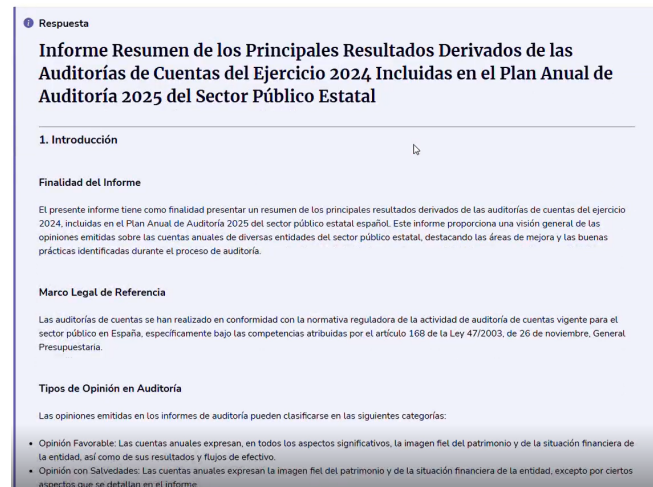 Respuesta
Informe Resumen de los Principales Resultados Derivados de las
Auditorías de Cuentas del Ejercicio 2024 Incluidas en el Plan Anual de
Auditoría 2025 del Sector Público Estatal
1. Introducción
Finalidad del Informe
El presente informe tiene como finalidad presentar un resumen de los principales resultados derivados de las auditorías de cuentas del ejercicio
2024, incluidas en el Plan Anual de Auditoría 2025 del sector público estatal español. Este informe proporciona una visión general de las
opiniones emitidas sobre las cuentas anuales de diversas entidades del sector público estatal, destacando las áreas de mejora y las buenas
prácticas identificadas durante el proceso de auditoría.
Marco Legal de Referencia
Las auditorías de cuentas se han realizado en conformidad con la normativa reguladora de la actividad de auditoría de cuentas vigente para el
sector público en España, específicamente bajo las competencias atribuidas por el artículo 168 de la Ley 47/2003, de 26 de noviembre, General
Presupuestaria.
Tipos de Opinión en Auditoría
Las opiniones emitidas en los informes de auditoría pueden clasificarse en las siguientes categorías:
• Opinión Favorable: Las cuentas anuales expresan, en todos los aspectos significativos, la imagen fiel del patrimonio y de la situación financiera de
la entidad, así como de sus resultados y flujos de efectivo.
• Opinión con Salvedades: Las cuentas anuales expresan la imagen fiel del patrimonio y de la situación financiera de la entidad, excepto por ciertos
aspectos que se detallan en el informe